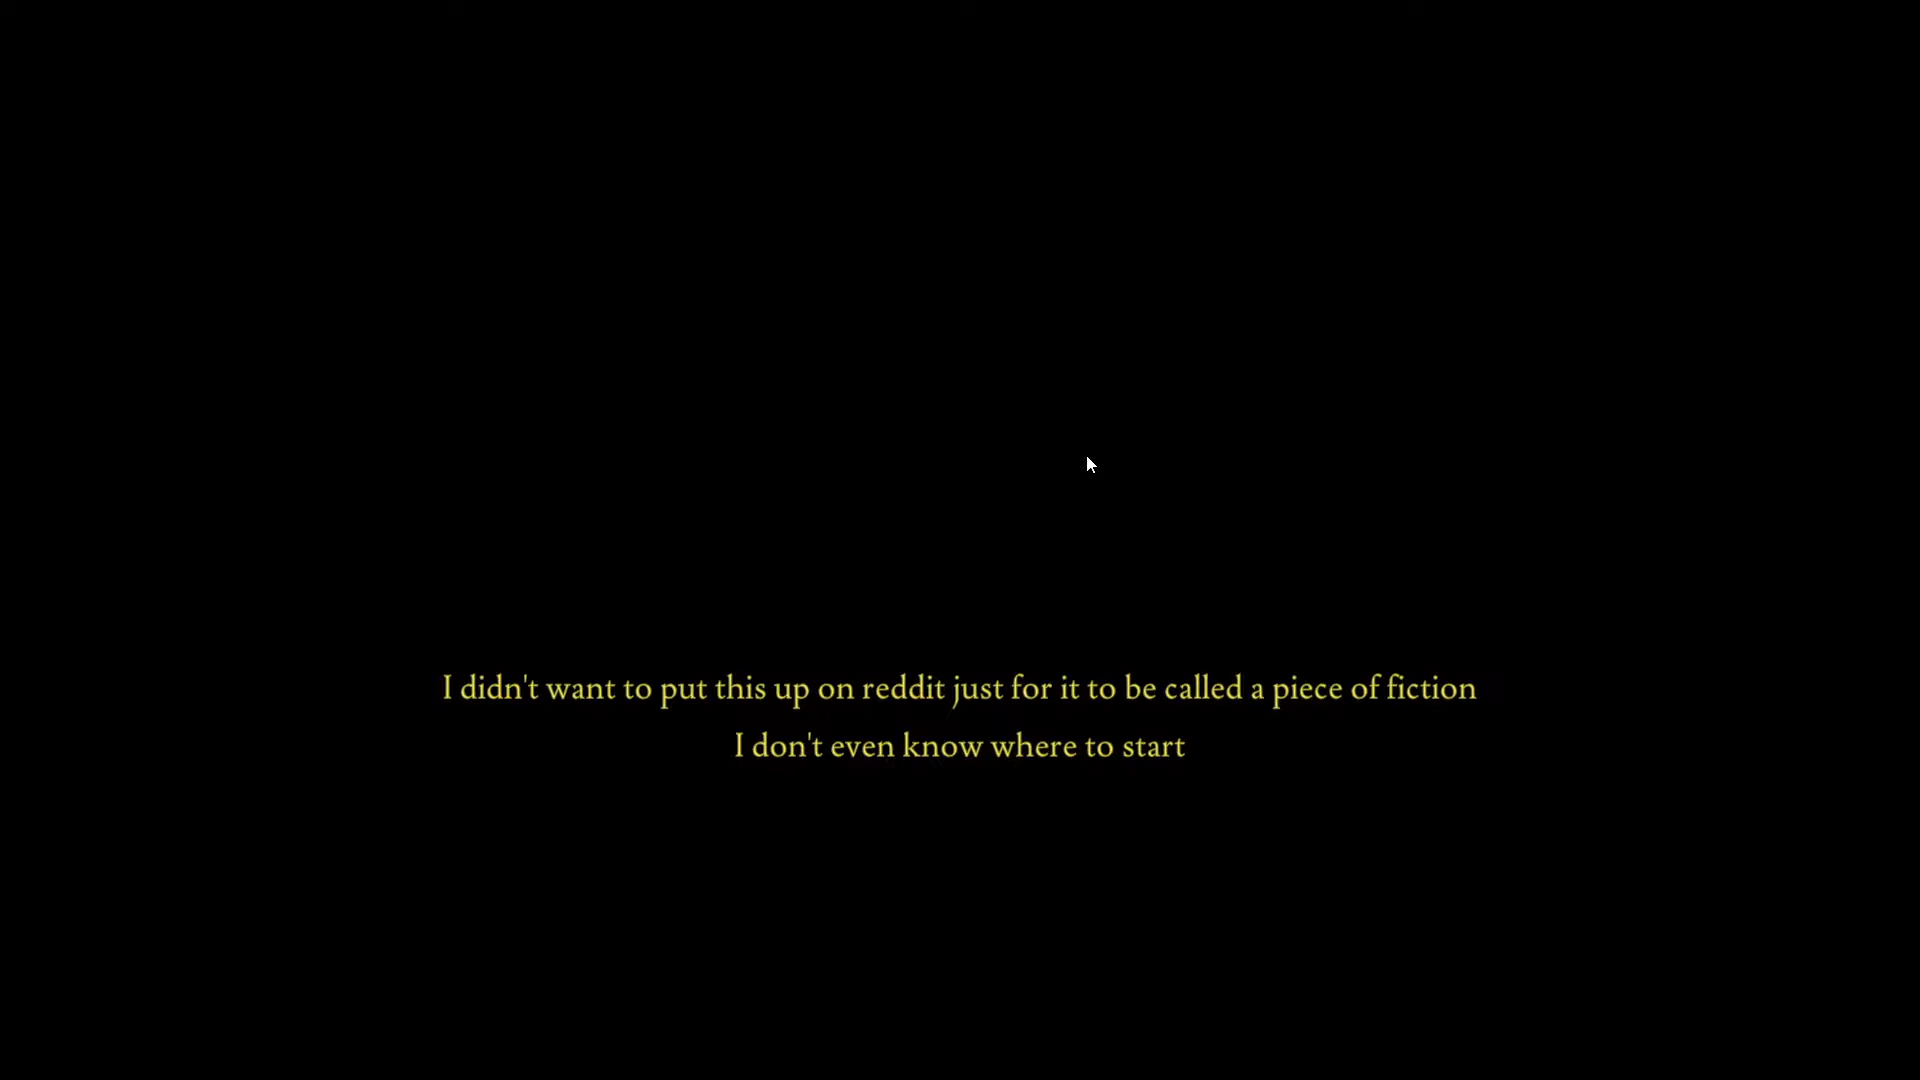 I didn't want to put this up on reddit just for it to be called a piece of fiction
I don't even know where to start